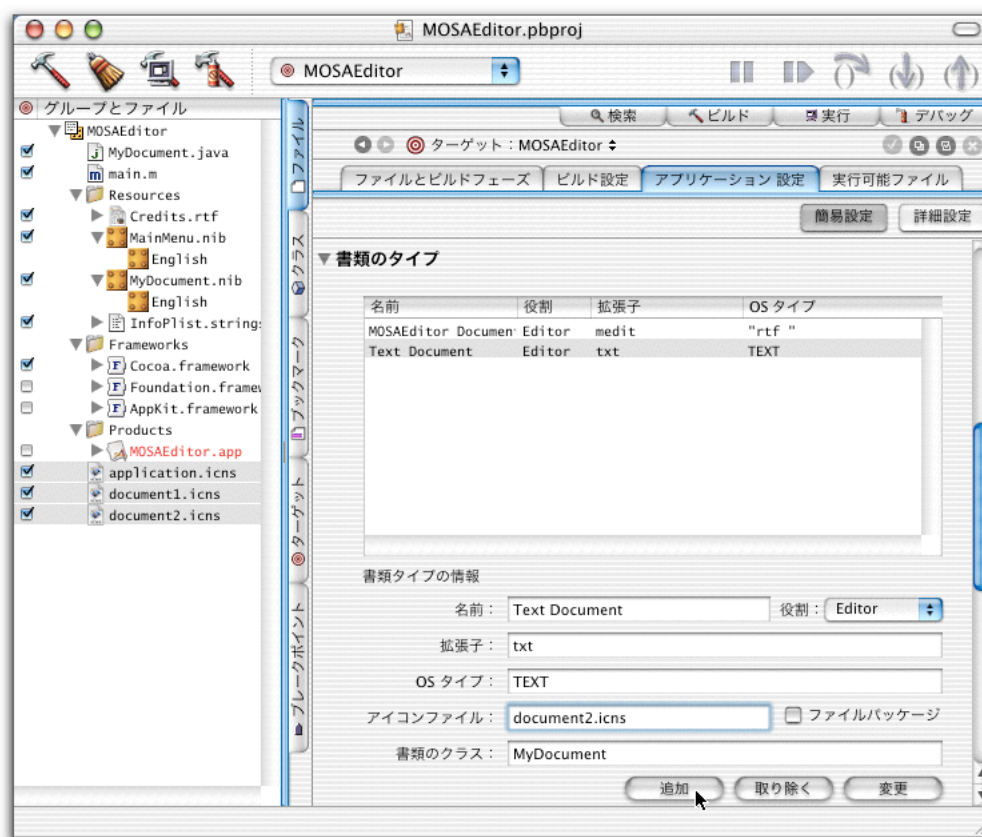 MOSAEditor.pbproj
MOSAEditor
グループとファイル
MOSAEditor
MyDocument.java
main.m
Resources
Credits.rtf
MainMenu.nib
English
MyDocument.nib
English
InfoPlist.strings
Frameworks
Cocoa.framework
Foundation.frame
AppKit.framework
Products
MOSAEditor.app
application.icns
document1.icns
document2.icns
ファイル
クラス
ブックマーク
ターゲット
ブレークポイント
検索 ビルド 実行 デバッグ
ターゲット：MOSAEditor
ファイルとビルドフェーズ ビルド設定 アプリケーション 設定 実行可能ファイル
簡易設定 詳細設定
書類のタイプ
名前 役割 拡張子 OS タイプ
MOSAEditor Documen Editor medit "rtf "
Text Document Editor txt TEXT
書類タイプの情報
名前： Text Document 役割： Editor
拡張子： txt
OS タイプ： TEXT
アイコンファイル： document2.icns ファイルパッケージ
書類のクラス： MyDocument
追加 取り除く 変更